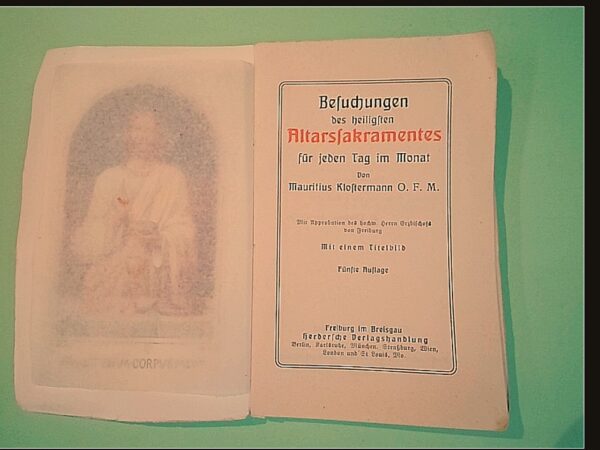 CORPUS
Besuchungen
des heiligsten
Altarssakramentes
für jeden Tag im Monat
Von
Mauritius Klostermann O. F. M.
Mit Approbation des hochw. Herrn Erzbischofs
von Freiburg
Mit einem Titelbild
Fünfte Auflage
Freiburg im Breisgau
Herdersche Verlagshandlung
Berlin, Karlsruhe, München, Straßburg, Wien,
London und St Louis, Mo.